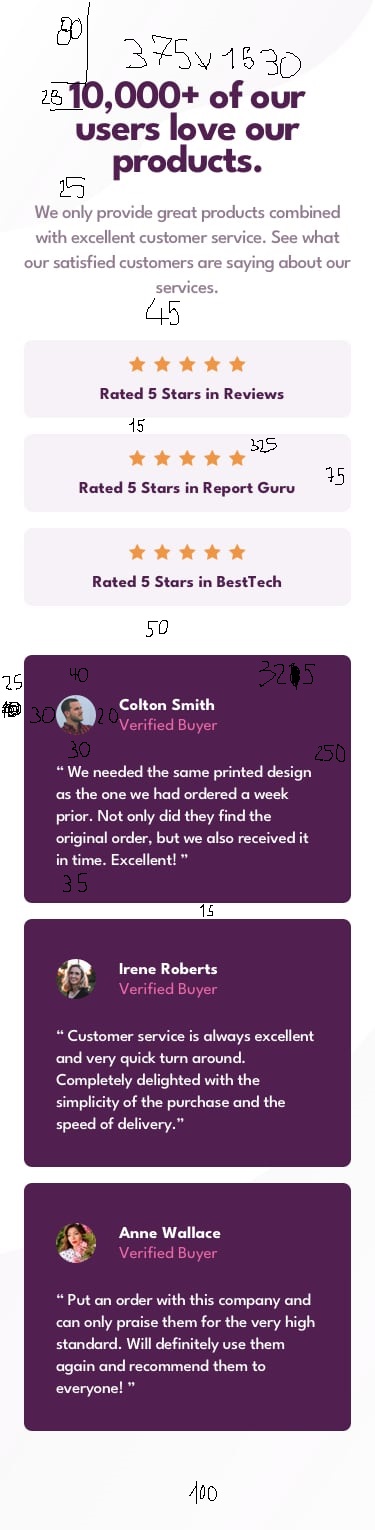 80
375 v 1530
28
10,000+ of our
users love our
products.
25
We only provide great products combined
with excellent customer service. See what
our satisfied customers are saying about our
services.
45
Rated 5 Stars in Reviews
15
325
75
Rated 5 Stars in Report Guru
Rated 5 Stars in BestTech
50
25
40
30
20
Colton Smith
Verified Buyer
30
250
“ We needed the same printed design
as the one we had ordered a week
prior. Not only did they find the
original order, but we also received it
in time. Excellent! ”
35
15
Irene Roberts
Verified Buyer
“ Customer service is always excellent
and very quick turn around.
Completely delighted with the
simplicity of the purchase and the
speed of delivery.”
Anne Wallace
Verified Buyer
“ Put an order with this company and
can only praise them for the very high
standard. Will definitely use them
again and recommend them to
everyone! ”
100